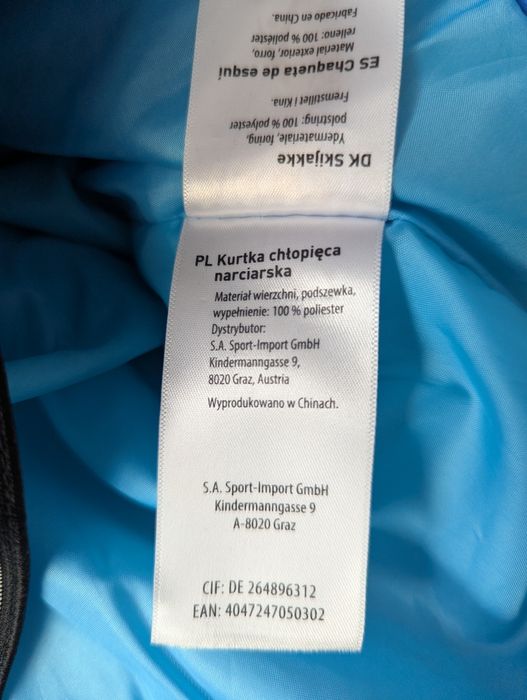 Fabricado en China.
relleno: 100 % poliéster
Material exterior, forro,
ES Chaqueta de esquí
Fremstillet i Kina.
polstring: 100 % polyester
Ydermateriale, foring,
DK Skijakke
PL Kurtka chłopięca
narciarska
Materiał wierzchni, podszewka,
wypełnienie: 100 % poliester
Dystrybutor:
S.A. Sport-Import GmbH
Kindermanngasse 9,
8020 Graz, Austria
Wyprodukowano w Chinach.
S.A. Sport-Import GmbH
Kindermanngasse 9
A-8020 Graz
CIF: DE 264896312
EAN: 4047247050302